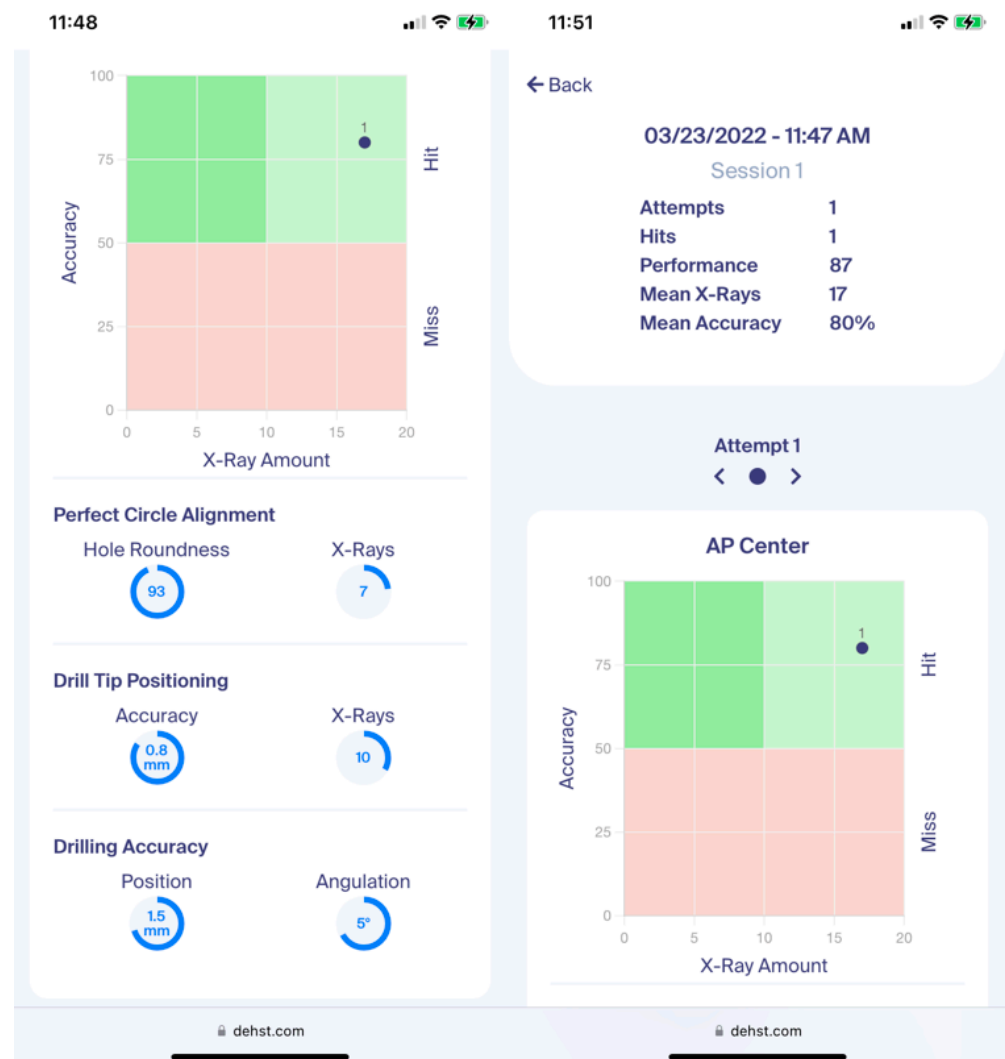 11:48
100
75
50
25
0
Accuracy
1
Hit
Miss
0 5 10 15 20
X-Ray Amount
Perfect Circle Alignment
Hole Roundness X-Rays
93 7
Drill Tip Positioning
Accuracy X-Rays
0.8
mm
10
Drilling Accuracy
Position Angulation
1.5
mm
5°
dehst.com
11:51
Back
03/23/2022 - 11:47 AM
Session 1
Attempts 1
Hits 1
Performance 87
Mean X-Rays 17
Mean Accuracy 80%
Attempt 1
AP Center
100
75
50
25
0
Accuracy
1
Hit
Miss
0 5 10 15 20
X-Ray Amount
dehst.com